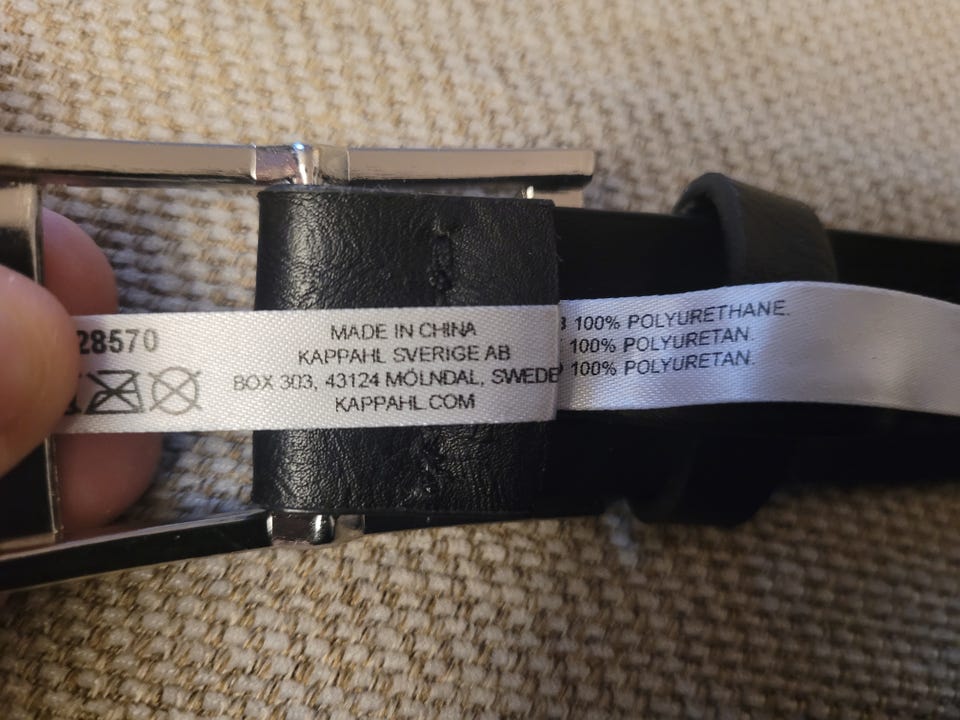 28570
MADE IN CHINA
KAPPAHL SVERIGE AB
BOX 303, 43124 MÖLNDAL, SWEDE
KAPPAHL.COM
100% POLYURETHANE.
100% POLYURETAN.
100% POLYURETAN.